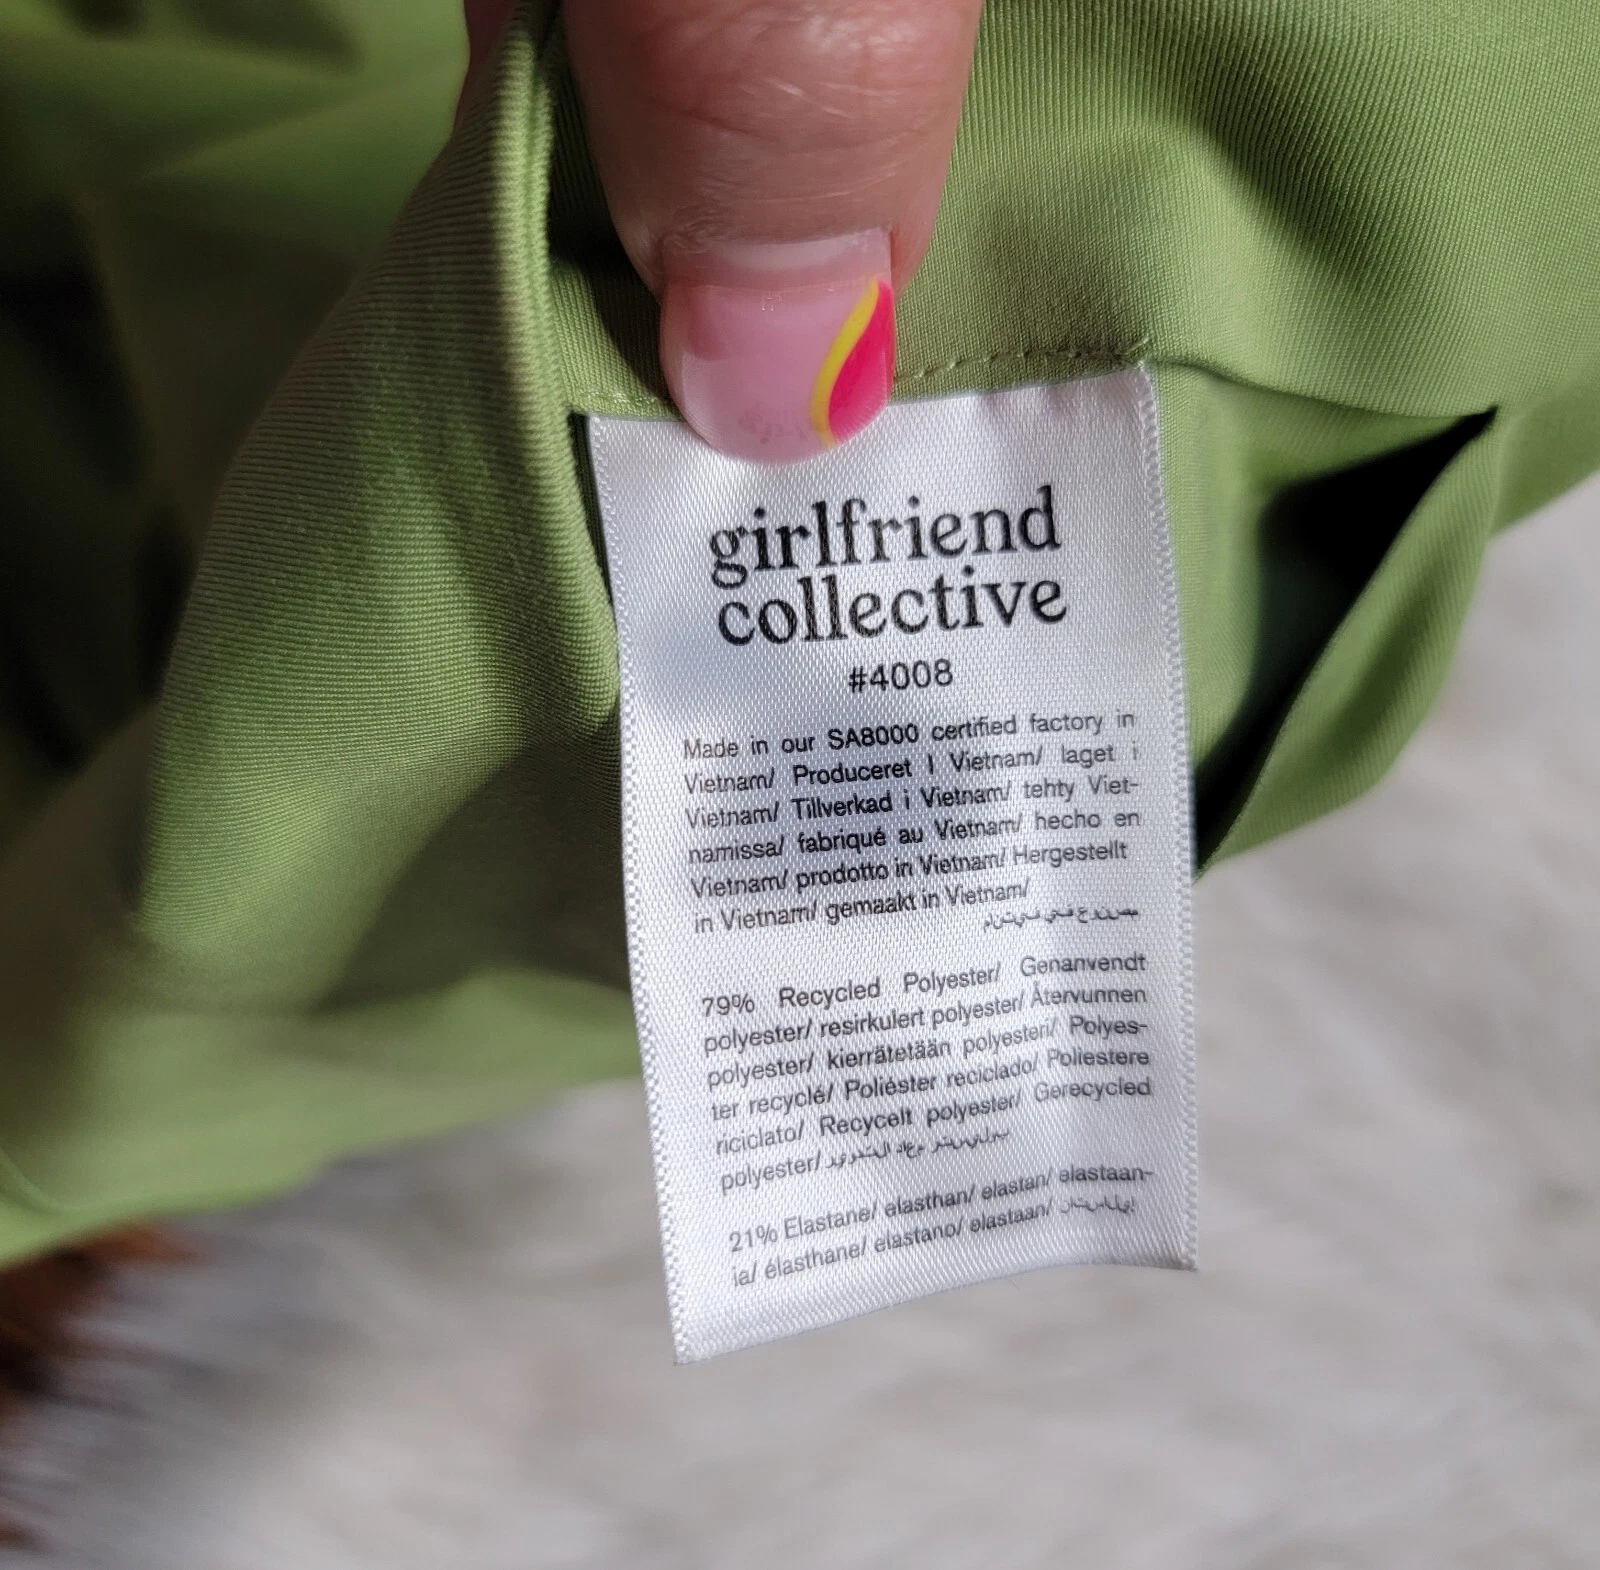 girlfriend
collective
#4008
Made in our SA8000 certified factory in
Vietnam/ Produceret I Vietnam/ laget i
Vietnam/ Tillverkad i Vietnam/ tehty Viet-
namissa/ fabriqué au Vietnam/ hecho en
Vietnam/ prodotto in Vietnam/ Hergestellt
in Vietnam/ gemaakt in Vietnam/
79% Recycled Polyester/ Genanvendt
polyester/ resirkulert polyester/ Återvunnen
polyester/ kierrätetään polyesteri/ Polyes-
ter recyclé/ Poliéster reciclado/ Poliestere
riciclato/ Recycelt polyester/ Gerecycled
polyester/
21% Elastane/ elasthan/ elastan/ elastaan-
ia/ élasthane/ elastano/ elastaan/